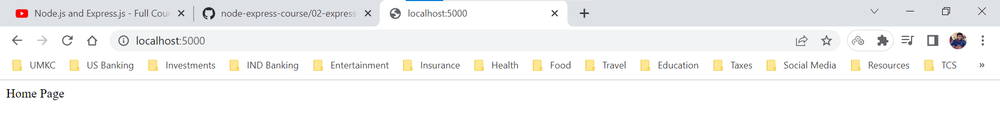 Node.js and Express.js - Full Cour
node-express-course/02-express
localhost:5000
localhost:5000
UMKC US Banking Investments IND Banking Entertainment Insurance Health Food Travel Education Taxes Social Media Resources TCS »
Home Page